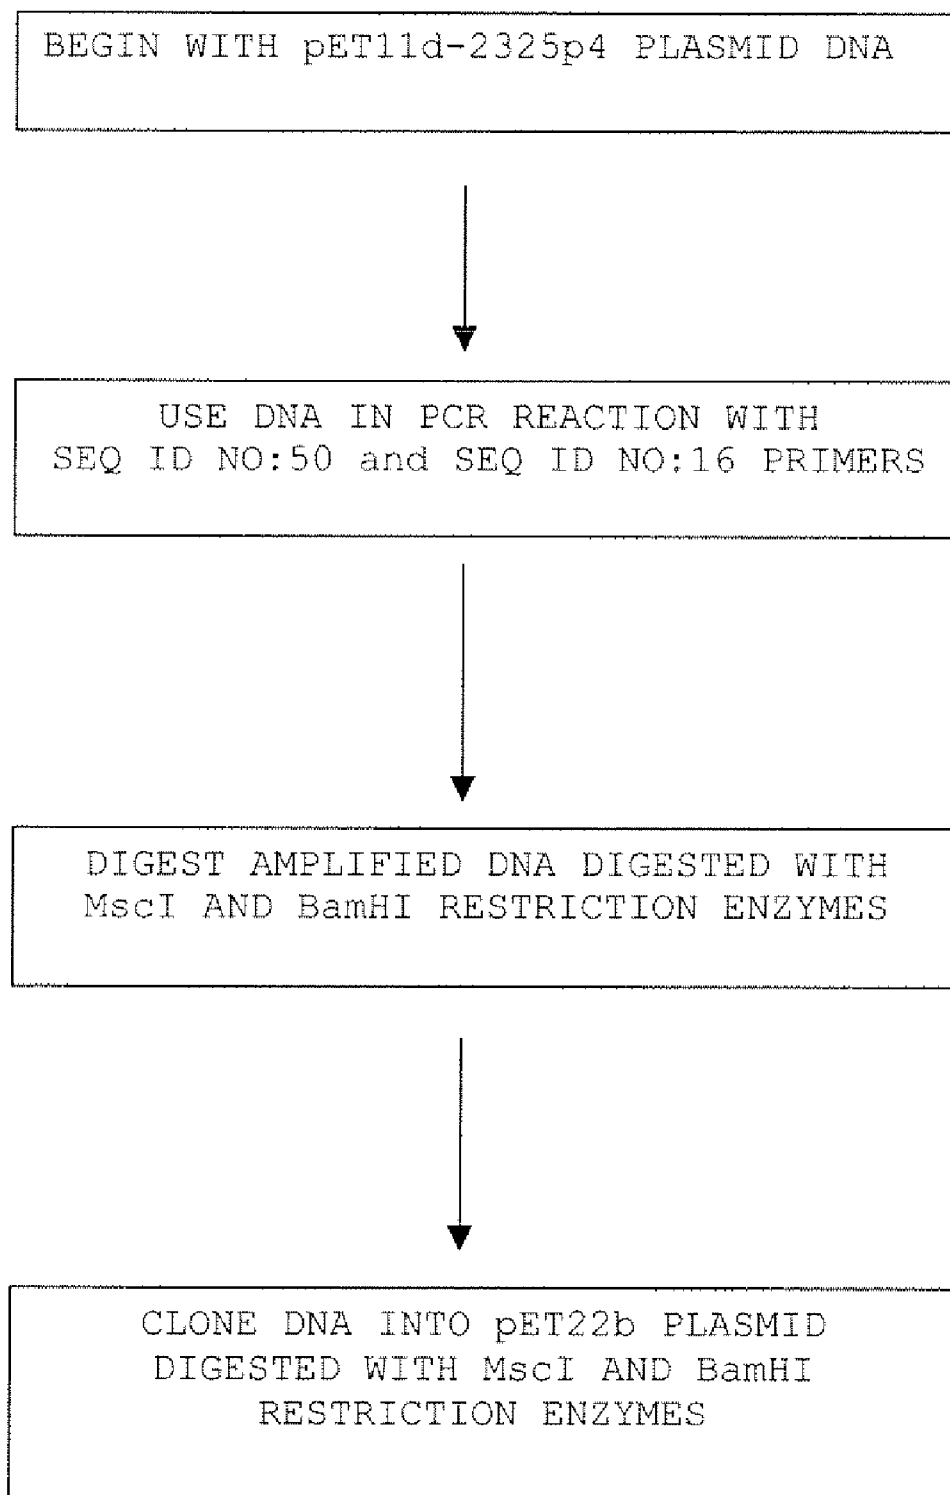 BEGIN WITH pET11d-2325p4 PLASMID DNA
USE DNA IN PCR REACTION WITH
SEQ ID NO:50 and SEQ ID NO:16 PRIMERS
DIGEST AMPLIFIED DNA DIGESTED WITH
MscI AND BamHI RESTRICTION ENZYMES
CLONE DNA INTO pET22b PLASMID
DIGESTED WITH MscI AND BamHI
RESTRICTION ENZYMES